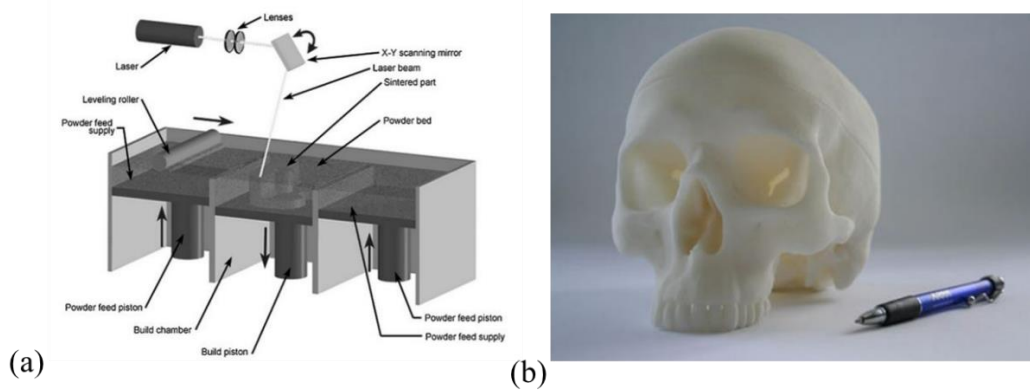 Lenses
X-Y scanning mirror
Laser
Laser beam
Sintered part
Leveling roller
Powder feed
supply
Powder bed
Powder feed piston
Build chamber
Build piston
Powder feed piston
Powder feed supply
(a)
(b)